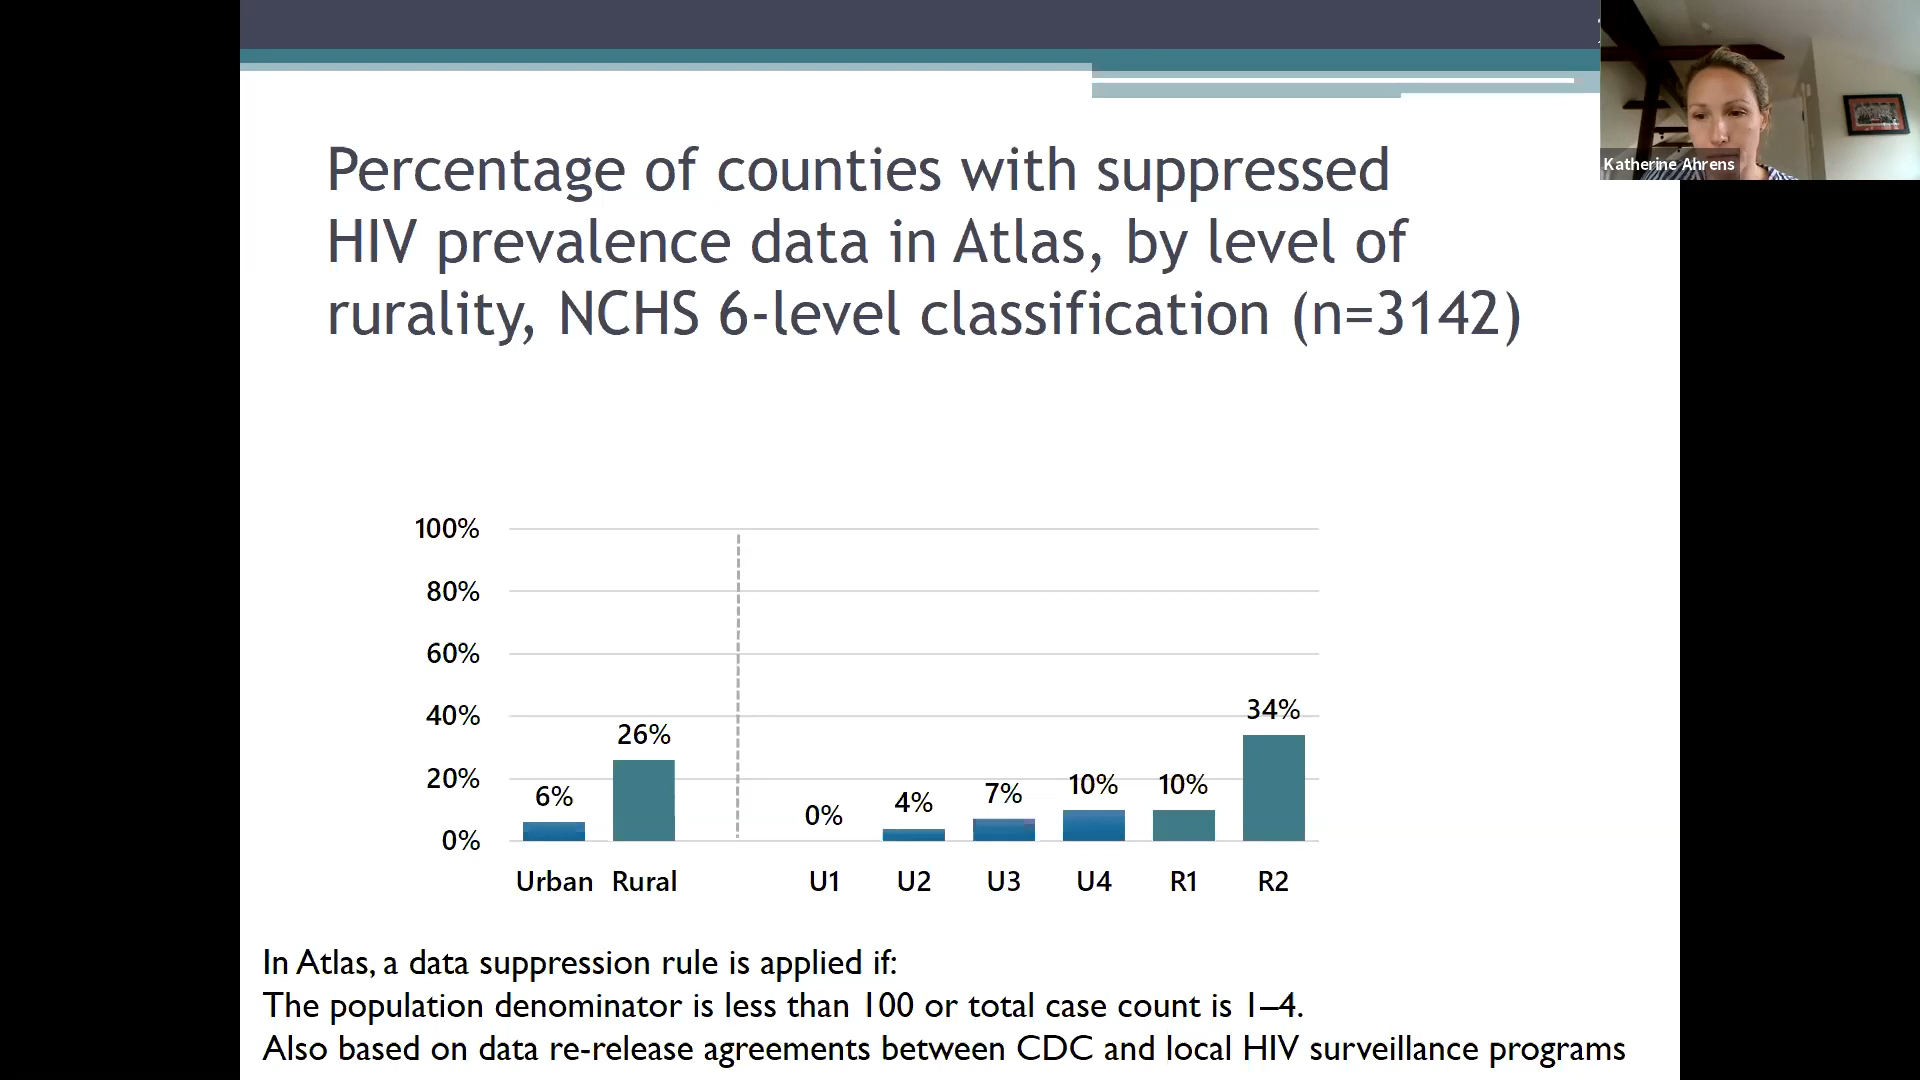 Katherine Ahrens
Percentage of counties with suppressed
HIV prevalence data in Atlas, by level of
rurality, NCHS 6-level classification (n=3142)
100%
80%
60%
40%
20%
0%
6%
26%
0%
4%
7%
10%
10%
34%
Urban Rural U1 U2 U3 U4 R1 R2
In Atlas, a data suppression rule is applied if:
The population denominator is less than 100 or total case count is 1–4.
Also based on data re-release agreements between CDC and local HIV surveillance programs